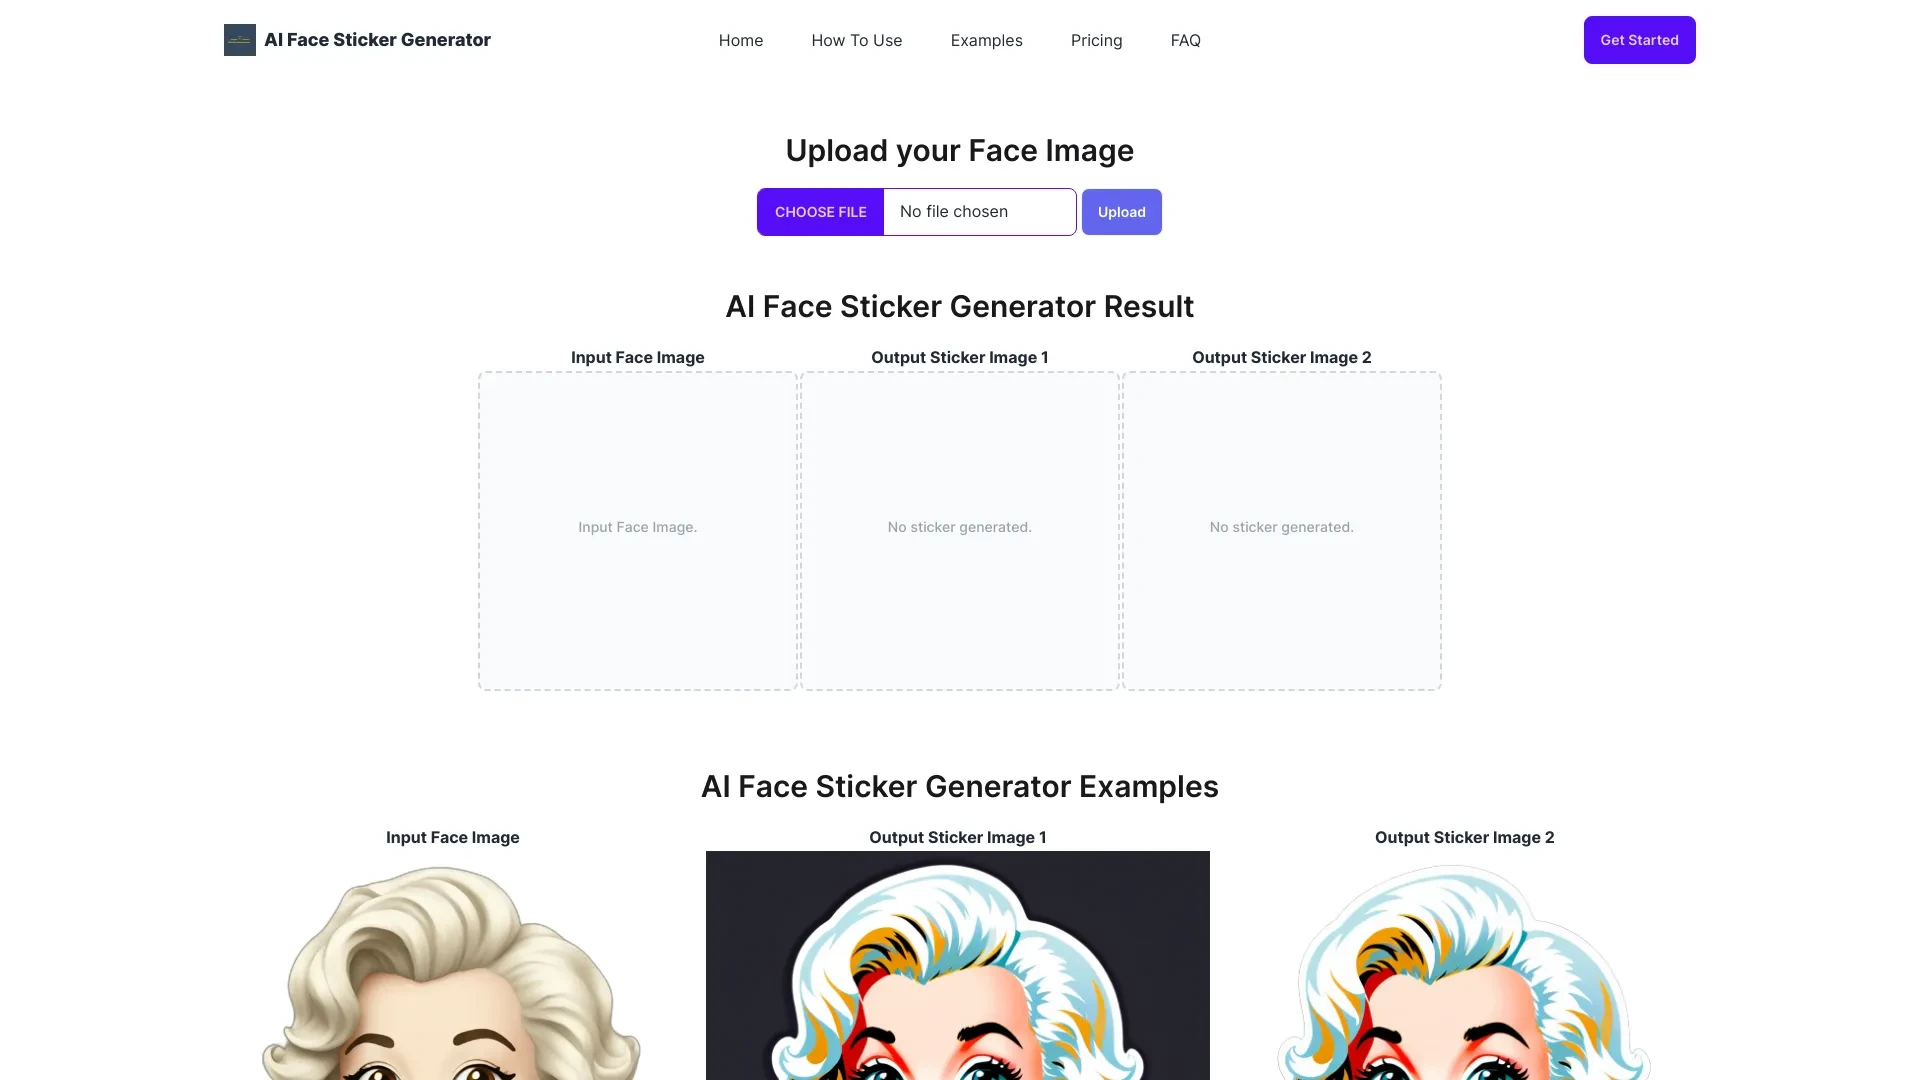 AI Face Sticker Generator
Home
How To Use
Examples
Pricing
FAQ
Get Started
Upload your Face Image
CHOOSE FILE
No file chosen
Upload
AI Face Sticker Generator Result
Input Face Image
Output Sticker Image 1
Output Sticker Image 2
Input Face Image.
No sticker generated.
No sticker generated.
AI Face Sticker Generator Examples
Input Face Image
Output Sticker Image 1
Output Sticker Image 2